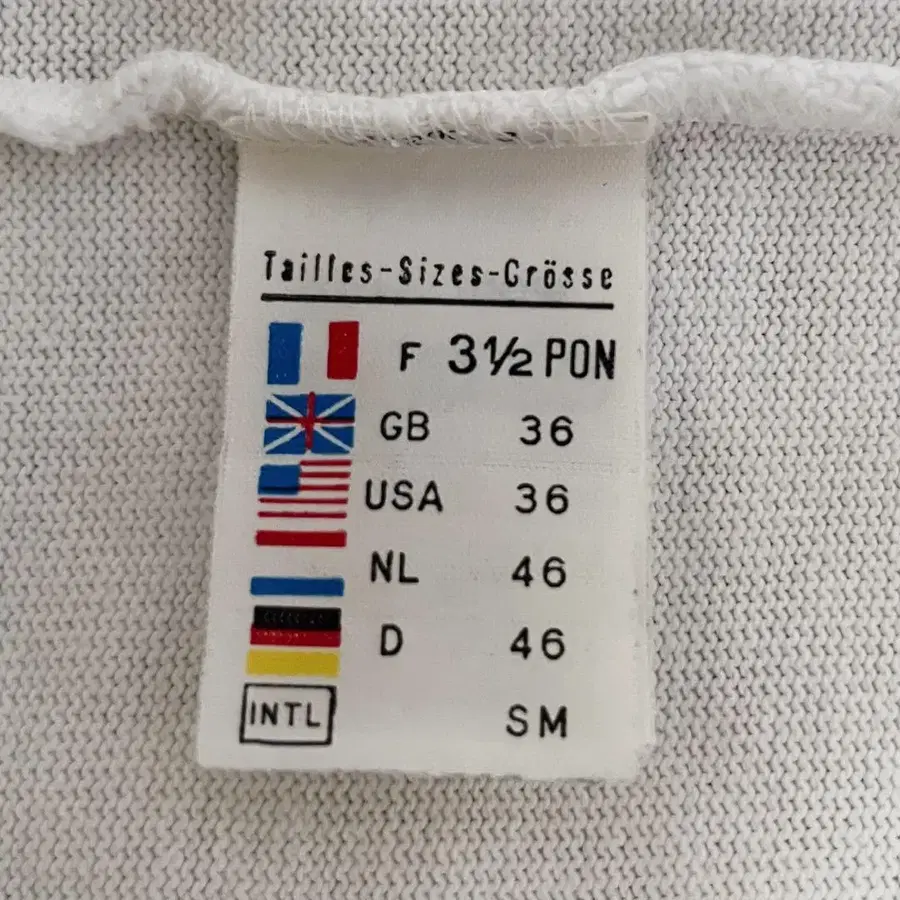 Tailles-Sizes-Grösse
F 3½ PON
GB 36
USA 36
NL 46
D 46
INTL SM